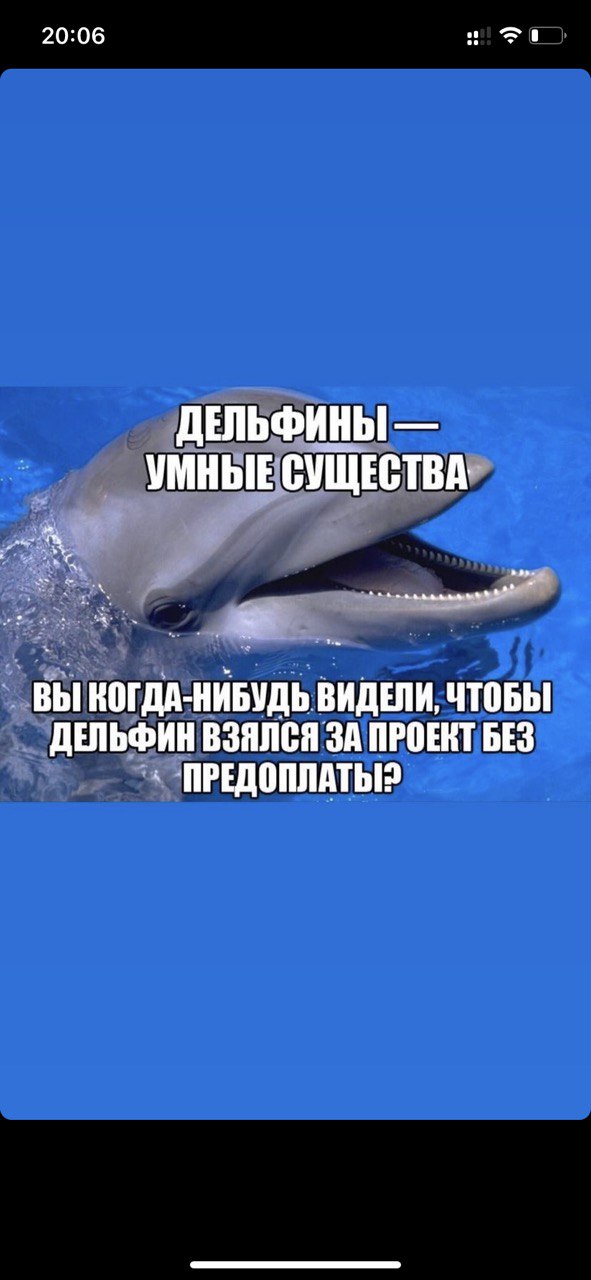 20:06
ДЕЛЬФИНЫ —
УМНЫЕ СУЩЕСТВА
ВЫ КОГДА-НИБУДЬ ВИДЕЛИ, ЧТОБЫ
ДЕЛЬФИН ВЗЯЛСЯ ЗА ПРОЕКТ БЕЗ
ПРЕДОПЛАТЫ?